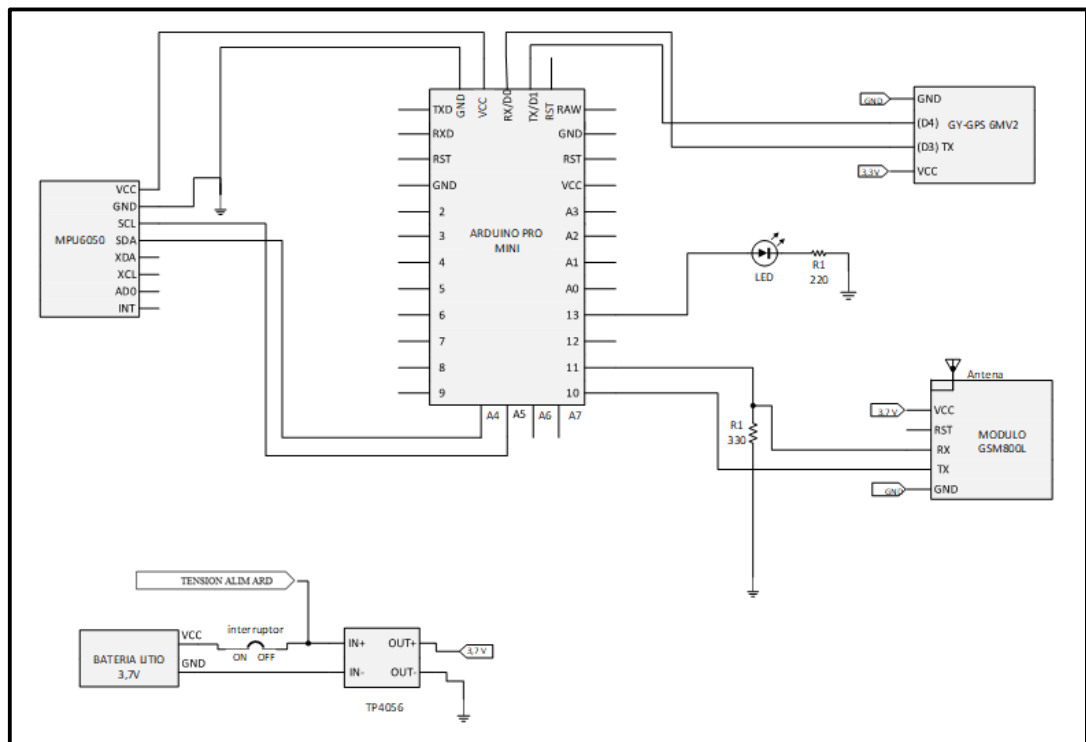 GND
VCC
RX/D0
TX/D1
RST
TXD
RXD
RST
GND
2
3
4
5
6
7
8
9
RAW
GND
RST
VCC
A3
A2
A1
A0
13
12
11
10
A4
A5
A6
A7
ARDUINO PRO
MINI
GND
3.3V
GND
(D4)
(D3) TX
VCC
GY-GPS 6MV2
MPU6050
VCC
GND
SCL
SDA
XDA
XCL
AD0
INT
LED
R1
220
R1
330
Antena
3,7 V
GND
VCC
RST
RX
TX
GND
MODULO
GSM800L
TENSION ALIM ARD
BATERIA LITIO
3,7V
VCC
GND
interruptor
ON OFF
IN+
IN-
OUT+
OUT-
3,7 V
TP4056